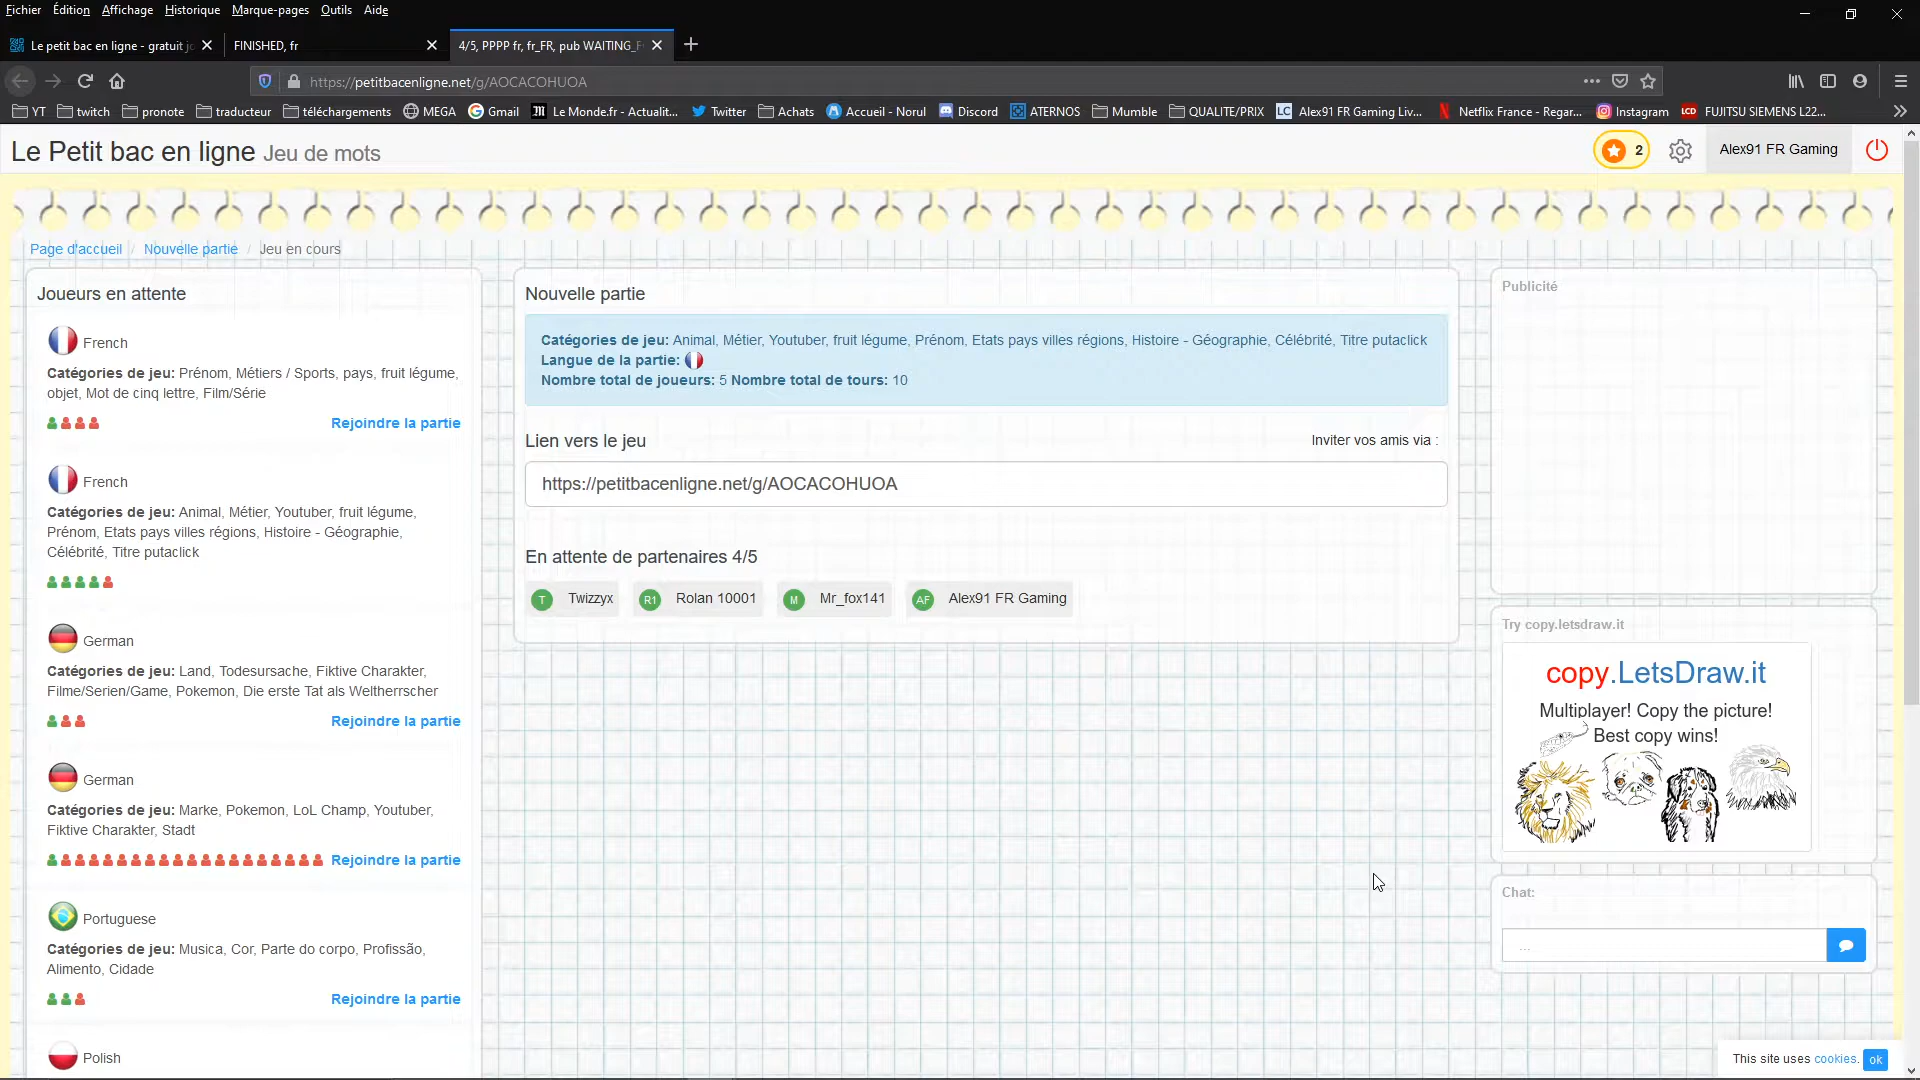 Fichier Édition Affichage Historique Marque-pages Outils Aide
Le petit bac en ligne - gratuit jo
FINISHED, fr
4/5, PPPP fr, fr_FR, pub WAITING_F
https://petitbacenligne.net/g/AOCACOHUOA
YT twitch pronote traducteur téléchargements MEGA Gmail Le Monde.fr - Actualit... Twitter Achats Accueil - Norul Discord ATERNOS Mumble QUALITE/PRIX LC Alex91 FR Gaming Liv... Netflix France - Regar... Instagram LCD FUJITSU SIEMENS L22...
Le Petit bac en ligne Jeu de mots
2
Alex91 FR Gaming
Page d'accueil / Nouvelle partie / Jeu en cours
Joueurs en attente
French
Catégories de jeu: Prénom, Métiers / Sports, pays, fruit légume,
objet, Mot de cinq lettre, Film/Série
Rejoindre la partie
French
Catégories de jeu: Animal, Métier, Youtuber, fruit légume,
Prénom, Etats pays villes régions, Histoire - Géographie,
Célébrité, Titre putaclick
German
Catégories de jeu: Land, Todesursache, Fiktive Charakter,
Filme/Serien/Game, Pokemon, Die erste Tat als Weltherrscher
Rejoindre la partie
German
Catégories de jeu: Marke, Pokemon, LoL Champ, Youtuber,
Fiktive Charakter, Stadt
Rejoindre la partie
Portuguese
Catégories de jeu: Musica, Cor, Parte do corpo, Profissão,
Alimento, Cidade
Rejoindre la partie
Polish
Nouvelle partie
Catégories de jeu: Animal, Métier, Youtuber, fruit légume, Prénom, Etats pays villes régions, Histoire - Géographie, Célébrité, Titre putaclick
Langue de la partie:
Nombre total de joueurs: 5 Nombre total de tours: 10
Lien vers le jeu
Inviter vos amis via :
https://petitbacenligne.net/g/AOCACOHUOA
En attente de partenaires 4/5
T Twizzyx R1 Rolan 10001 M Mr_fox141 AF Alex91 FR Gaming
Publicité
Try copy.letsdraw.it
copy.LetsDraw.it
Multiplayer! Copy the picture!
Best copy wins!
Chat:
...
This site uses cookies. ok